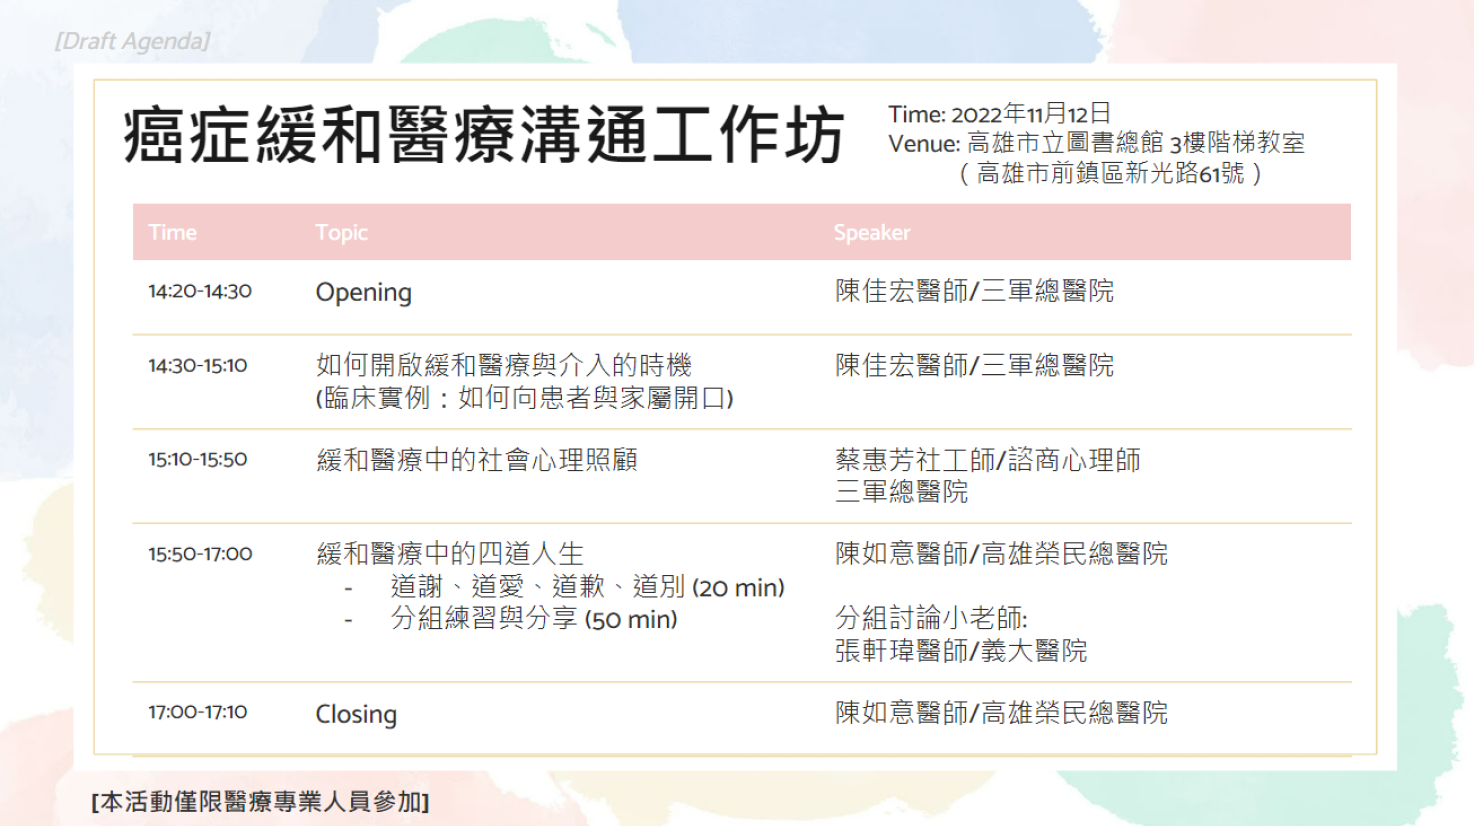 [Draft Agenda]
癌症緩和醫療溝通工作坊
Time: 2022年11月12日
Venue: 高雄市立圖書總館 3樓階梯教室
（高雄市前鎮區新光路61號）
Time Topic Speaker
14:20-14:30 Opening 陳佳宏醫師/三軍總醫院
14:30-15:10 如何開啟緩和醫療與介入的時機 陳佳宏醫師/三軍總醫院
(臨床實例：如何向患者與家屬開口)
15:10-15:50 緩和醫療中的社會心理照顧 蔡惠芳社工師/諮商心理師
三軍總醫院
15:50-17:00 緩和醫療中的四道人生 陳如意醫師/高雄榮民總醫院
- 道謝、道愛、道歉、道別 (20 min)
- 分組練習與分享 (50 min) 分組討論小老師:
張軒瑋醫師/義大醫院
17:00-17:10 Closing 陳如意醫師/高雄榮民總醫院
[本活動僅限醫療專業人員參加]